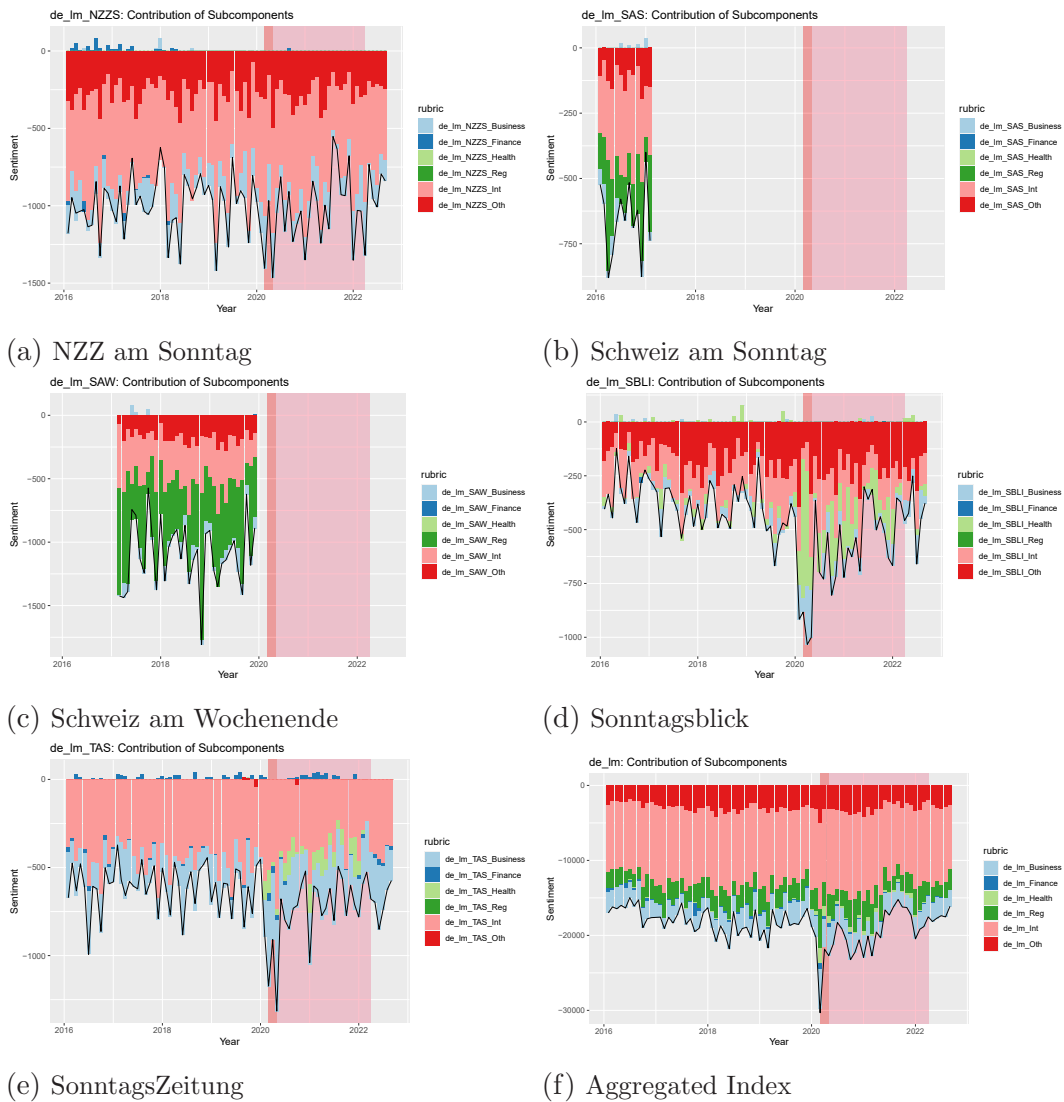 de_lm_NZZS: Contribution of Subcomponents
0
−500
−1000
−1500
Sentiment
2016
2018
2020
2022
Year
rubric
de_lm_NZZS_Business
de_lm_NZZS_Finance
de_lm_NZZS_Health
de_lm_NZZS_Reg
de_lm_NZZS_Int
de_lm_NZZS_Oth
(a) NZZ am Sonntag
de_lm_SAS: Contribution of Subcomponents
0
−250
−500
−750
Sentiment
2016
2018
2020
2022
Year
rubric
de_lm_SAS_Business
de_lm_SAS_Finance
de_lm_SAS_Health
de_lm_SAS_Reg
de_lm_SAS_Int
de_lm_SAS_Oth
(b) Schweiz am Sonntag
de_lm_SAW: Contribution of Subcomponents
0
−500
−1000
−1500
Sentiment
2016
2018
2020
2022
Year
rubric
de_lm_SAW_Business
de_lm_SAW_Finance
de_lm_SAW_Health
de_lm_SAW_Reg
de_lm_SAW_Int
de_lm_SAW_Oth
(c) Schweiz am Wochenende
de_lm_SBLI: Contribution of Subcomponents
0
−250
−500
−750
−1000
Sentiment
2016
2018
2020
2022
Year
rubric
de_lm_SBLI_Business
de_lm_SBLI_Finance
de_lm_SBLI_Health
de_lm_SBLI_Reg
de_lm_SBLI_Int
de_lm_SBLI_Oth
(d) Sonntagsblick
de_lm_TAS: Contribution of Subcomponents
0
−500
−1000
Sentiment
2016
2018
2020
2022
Year
rubric
de_lm_TAS_Business
de_lm_TAS_Finance
de_lm_TAS_Health
de_lm_TAS_Reg
de_lm_TAS_Int
de_lm_TAS_Oth
(e) SonntagsZeitung
de_lm: Contribution of Subcomponents
0
−10000
−20000
−30000
Sentiment
2016
2018
2020
2022
Year
rubric
de_lm_Business
de_lm_Finance
de_lm_Health
de_lm_Reg
de_lm_Int
de_lm_Oth
(f) Aggregated Index